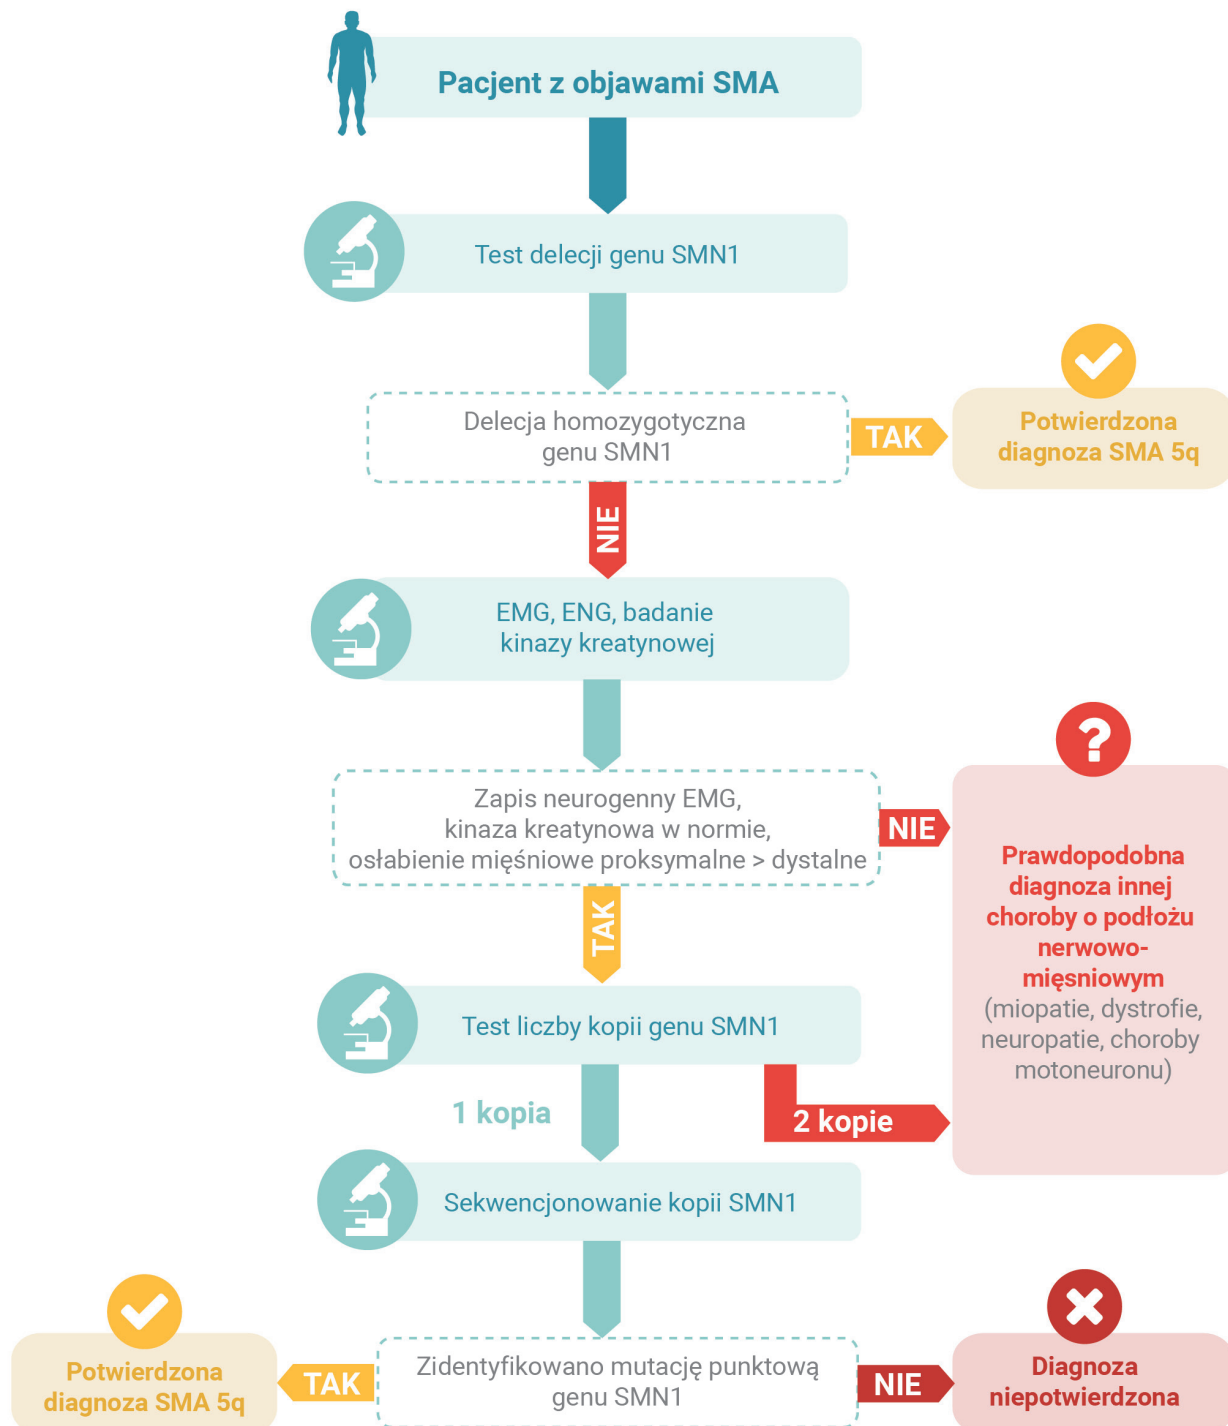 Pacjent z objawami SMA
Test delecji genu SMN1
Delecja homozygotyczna
genu SMN1
TAK
Potwierdzona
diagnoza SMA 5q
NIE
EMG, ENG, badanie
kinazy kreatynowej
Zapis neurogenny EMG,
kinaza kreatynowa w normie,
osłabienie mięśniowe proksymalne > dystalne
NIE
Prawdopodobna
diagnoza innej
choroby o podłożu
nerwowo-
mięsniowym
(miopatie, dystrofie,
neuropatie, choroby
motoneuronu)
TAK
Test liczby kopii genu SMN1
1 kopia
2 kopie
Sekwencjonowanie kopii SMN1
Zidentyfikowano mutację punktową
genu SMN1
TAK
Potwierdzona
diagnoza SMA 5q
NIE
Diagnoza
niepotwierdzona